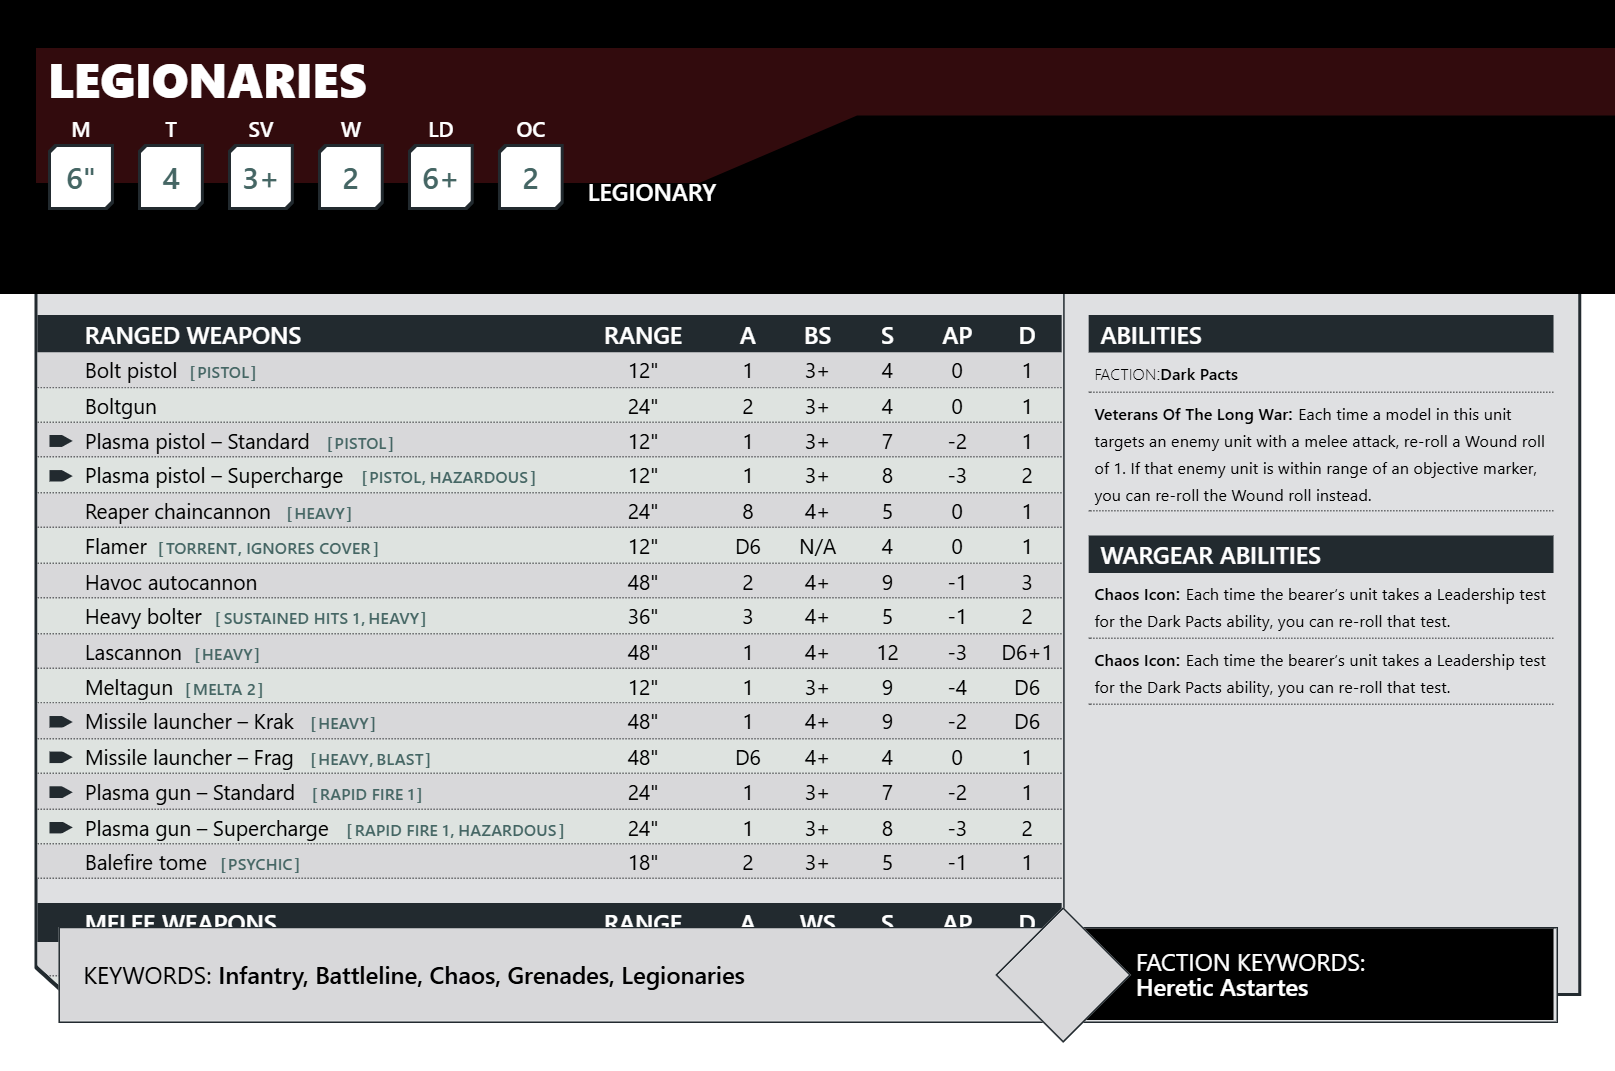 LEGIONARIES
M T SV W LD OC
6" 4 3+ 2 6+ 2 LEGIONARY
RANGED WEAPONS RANGE A BS S AP D
Bolt pistol [PISTOL] 12" 1 3+ 4 0 1
Boltgun 24" 2 3+ 4 0 1
Plasma pistol – Standard [PISTOL] 12" 1 3+ 7 -2 1
Plasma pistol – Supercharge [PISTOL, HAZARDOUS] 12" 1 3+ 8 -3 2
Reaper chaincannon [HEAVY] 24" 8 4+ 5 0 1
Flamer [TORRENT, IGNORES COVER] 12" D6 N/A 4 0 1
Havoc autocannon 48" 2 4+ 9 -1 3
Heavy bolter [SUSTAINED HITS 1, HEAVY] 36" 3 4+ 5 -1 2
Lascannon [HEAVY] 48" 1 4+ 12 -3 D6+1
Meltagun [MELTA 2] 12" 1 3+ 9 -4 D6
Missile launcher – Krak [HEAVY] 48" 1 4+ 9 -2 D6
Missile launcher – Frag [HEAVY, BLAST] 48" D6 4+ 4 0 1
Plasma gun – Standard [RAPID FIRE 1] 24" 1 3+ 7 -2 1
Plasma gun – Supercharge [RAPID FIRE 1, HAZARDOUS] 24" 1 3+ 8 -3 2
Balefire tome [PSYCHIC] 18" 2 3+ 5 -1 1
MELEE WEAPONS RANGE A WS S AP D
ABILITIES
FACTION:Dark Pacts
Veterans Of The Long War: Each time a model in this unit
targets an enemy unit with a melee attack, re-roll a Wound roll
of 1. If that enemy unit is within range of an objective marker,
you can re-roll the Wound roll instead.
WARGEAR ABILITIES
Chaos Icon: Each time the bearer's unit takes a Leadership test
for the Dark Pacts ability, you can re-roll that test.
Chaos Icon: Each time the bearer's unit takes a Leadership test
for the Dark Pacts ability, you can re-roll that test.
KEYWORDS: Infantry, Battleline, Chaos, Grenades, Legionaries
FACTION KEYWORDS:
Heretic Astartes